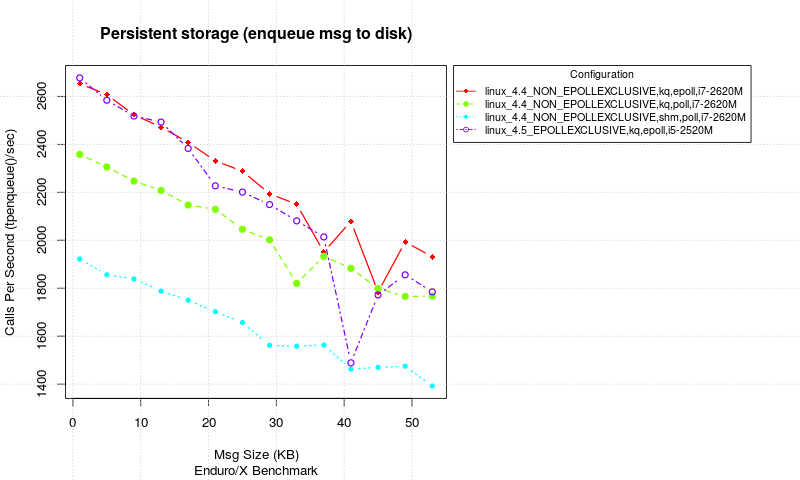 Persistent storage (enqueue msg to disk)
Configuration
linux_4.4_NON_EPOLLEXCLUSIVE,kq,epoll,i7-2620M
linux_4.4_NON_EPOLLEXCLUSIVE,kq,poll,i7-2620M
linux_4.4_NON_EPOLLEXCLUSIVE,shm,poll,i7-2620M
linux_4.5_EPOLLEXCLUSIVE,kq,epoll,i5-2520M
Calls Per Second (tpenqueue()/sec)
2600
2400
2200
2000
1800
1600
1400
0 10 20 30 40 50
Msg Size (KB)
Enduro/X Benchmark